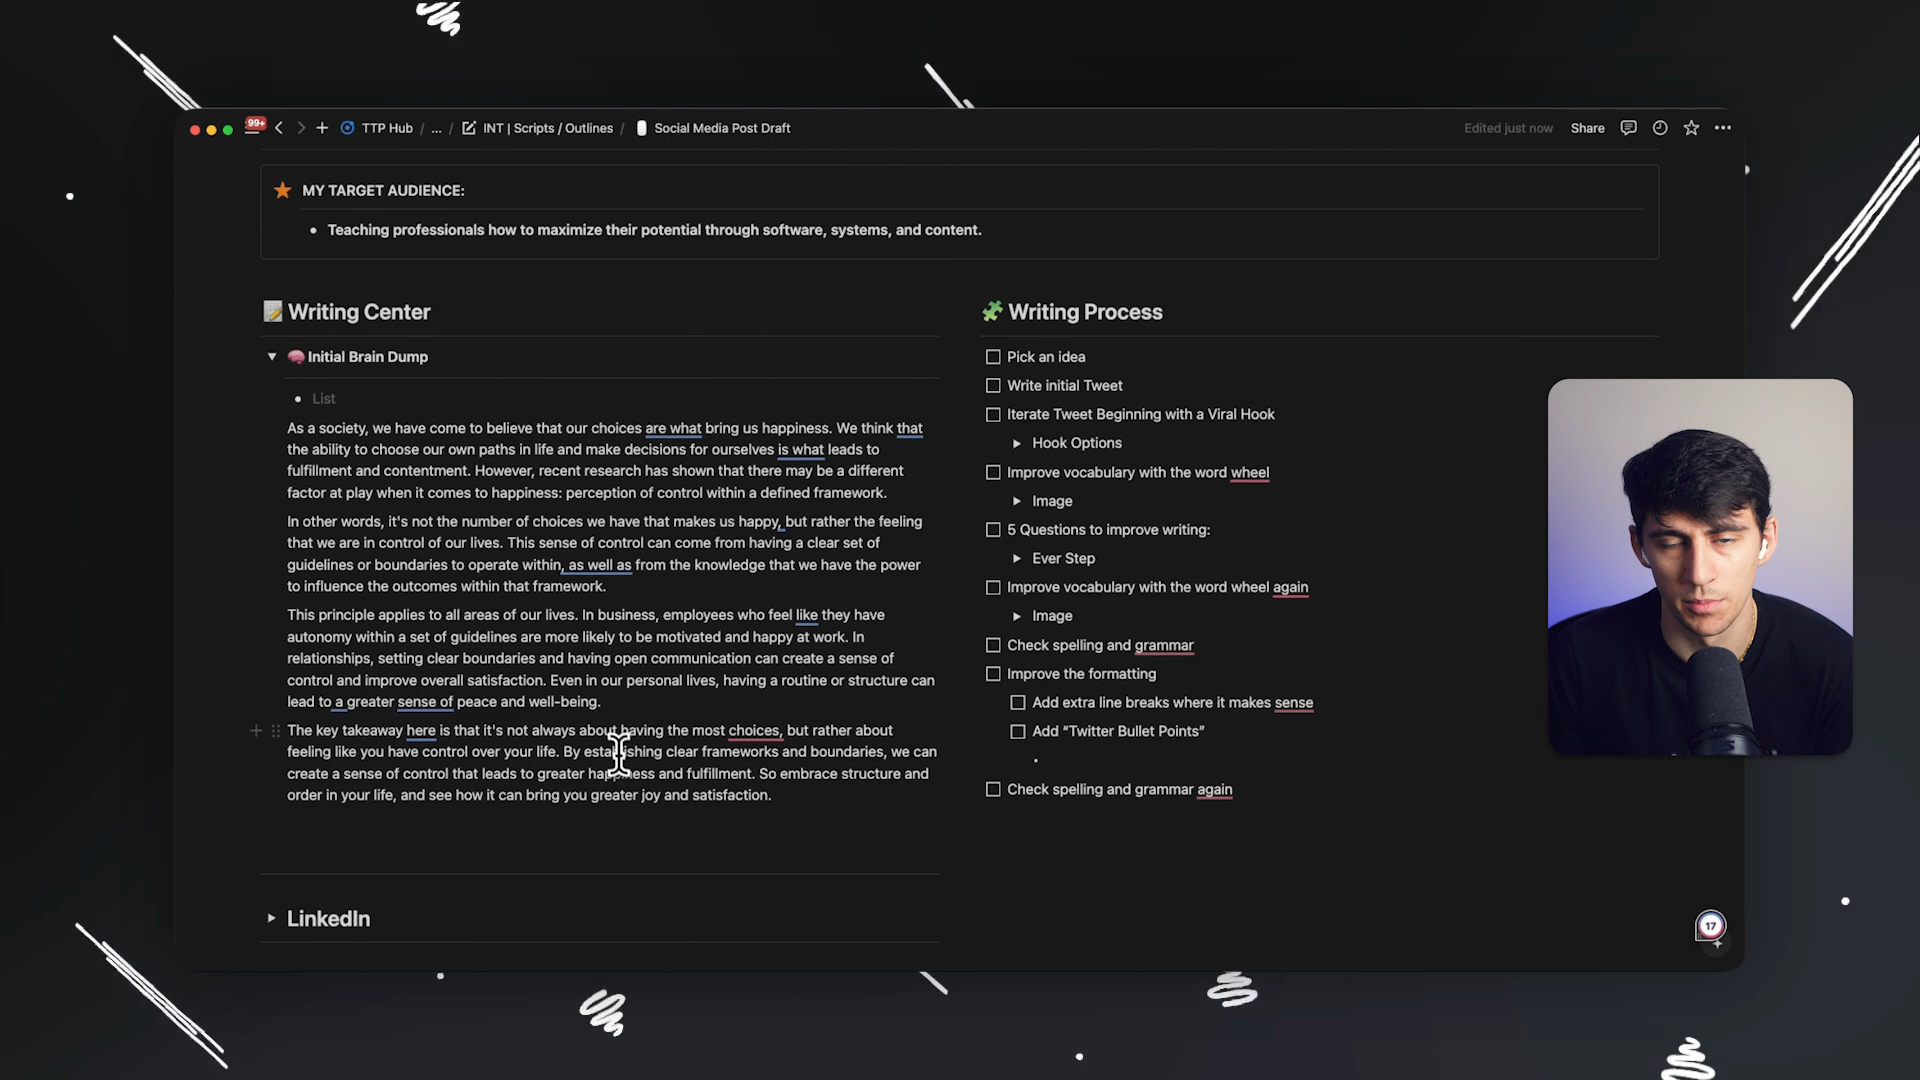 99+
TTP Hub / ... / INT | Scripts / Outlines / Social Media Post Draft
Edited just now Share
MY TARGET AUDIENCE:
• Teaching professionals how to maximize their potential through software, systems, and content.
Writing Center
Initial Brain Dump
• List
As a society, we have come to believe that our choices are what bring us happiness. We think that
the ability to choose our own paths in life and make decisions for ourselves is what leads to
fulfillment and contentment. However, recent research has shown that there may be a different
factor at play when it comes to happiness: perception of control within a defined framework.
In other words, it's not the number of choices we have that makes us happy, but rather the feeling
that we are in control of our lives. This sense of control can come from having a clear set of
guidelines or boundaries to operate within, as well as from the knowledge that we have the power
to influence the outcomes within that framework.
This principle applies to all areas of our lives. In business, employees who feel like they have
autonomy within a set of guidelines are more likely to be motivated and happy at work. In
relationships, setting clear boundaries and having open communication can create a sense of
control and improve overall satisfaction. Even in our personal lives, having a routine or structure can
lead to a greater sense of peace and well-being.
The key takeaway here is that it's not always about having the most choices, but rather about
feeling like you have control over your life. By establishing clear frameworks and boundaries, we can
create a sense of control that leads to greater happiness and fulfillment. So embrace structure and
order in your life, and see how it can bring you greater joy and satisfaction.
LinkedIn
Writing Process
Pick an idea
Write initial Tweet
Iterate Tweet Beginning with a Viral Hook
Hook Options
Improve vocabulary with the word wheel
Image
5 Questions to improve writing:
Ever Step
Improve vocabulary with the word wheel again
Image
Check spelling and grammar
Improve the formatting
Add extra line breaks where it makes sense
Add “Twitter Bullet Points”
•
Check spelling and grammar again
17